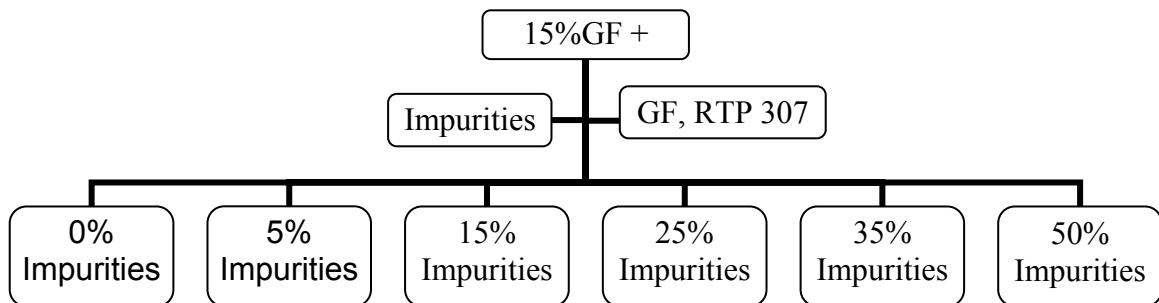 15%GF +
Impurities
GF, RTP 307
0%
Impurities
5%
Impurities
15%
Impurities
25%
Impurities
35%
Impurities
50%
Impurities